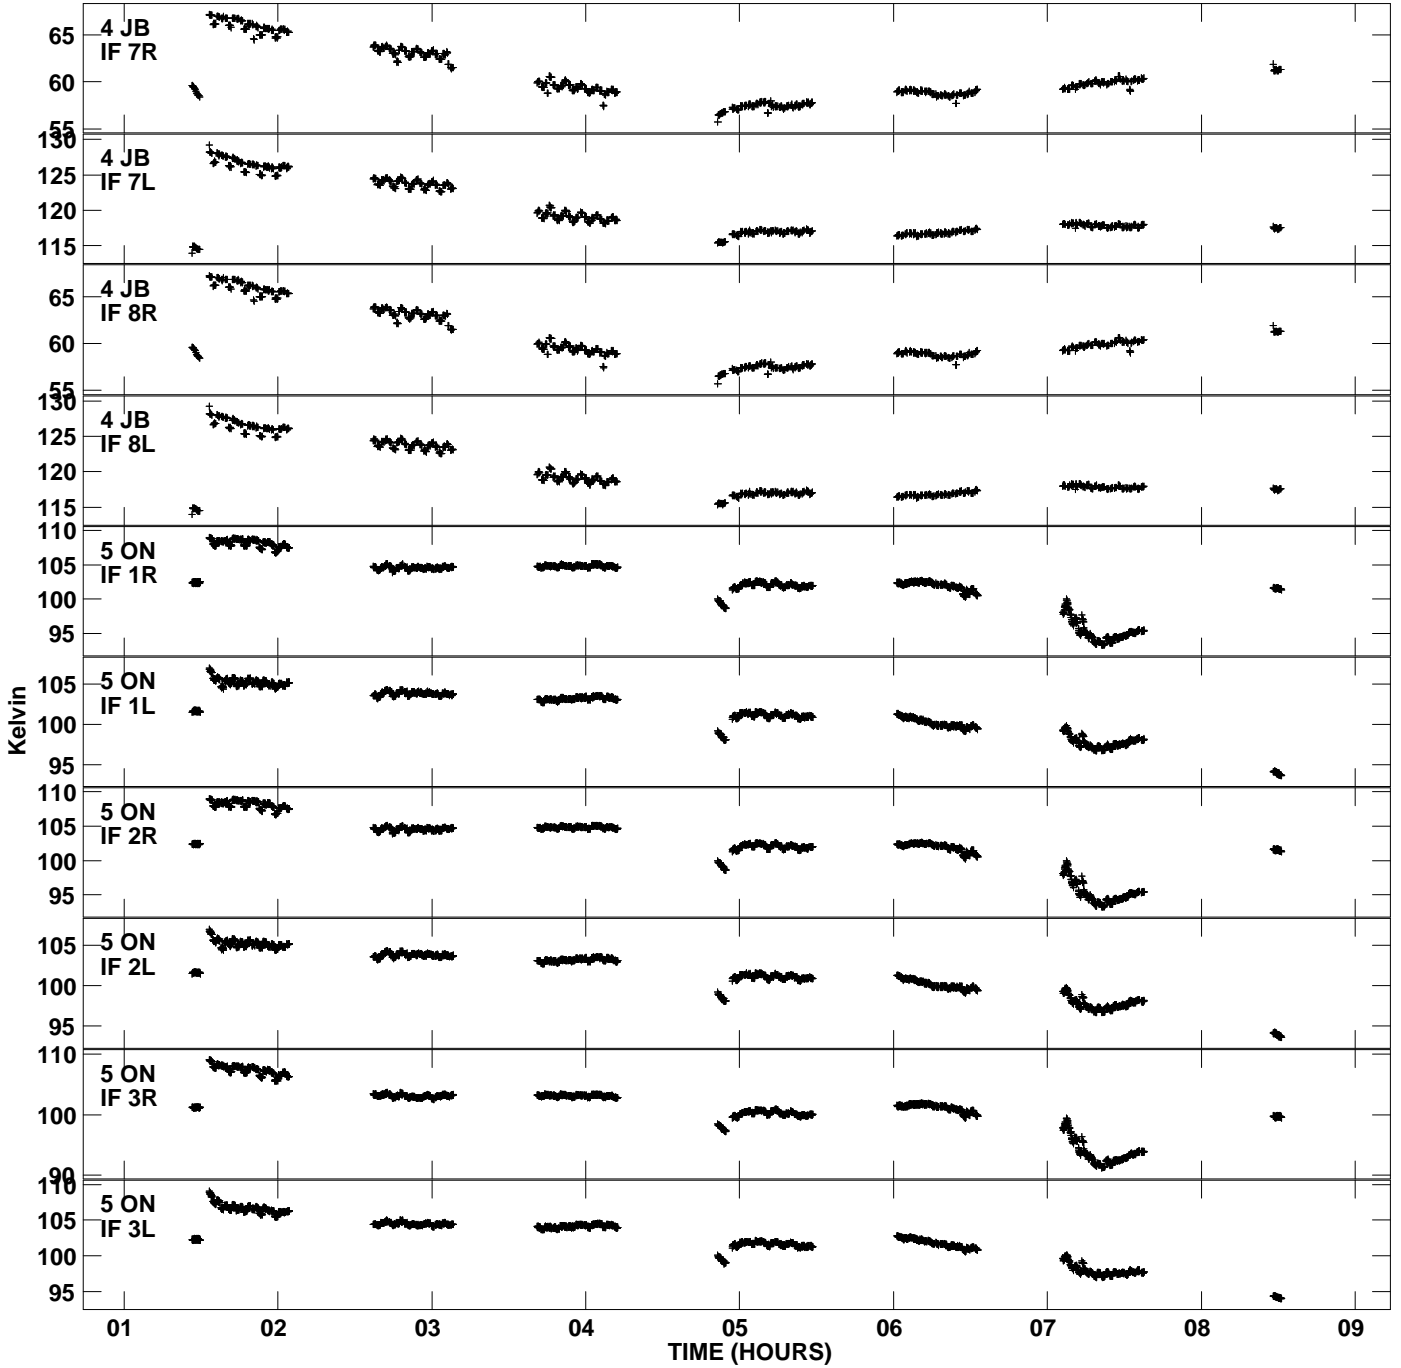 4 JB
IF 7R
65
60
55
4 JB
IF 7L
130
125
120
115
4 JB
IF 8R
65
60
55
4 JB
IF 8L
130
125
120
115
5 ON
IF 1R
110
105
100
95
5 ON
IF 1L
105
100
95
Kelvin
5 ON
IF 2R
110
105
100
95
5 ON
IF 2L
105
100
95
5 ON
IF 3R
110
100
90
5 ON
IF 3L
110
105
100
95
01 02 03 04 05 06 07 08 09
TIME (HOURS)